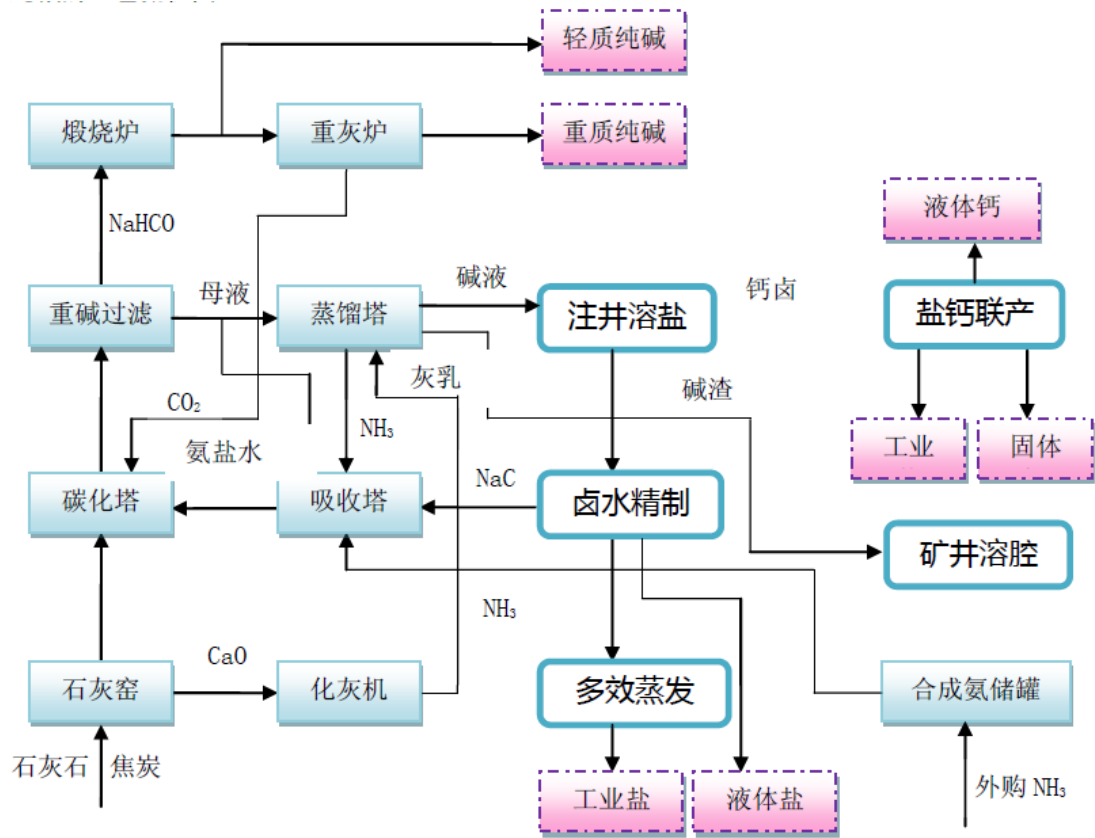 轻质纯碱
煅烧炉
重灰炉
重质纯碱
NaHCO
液体钙
母液
碱液
钙卤
重碱过滤
蒸馏塔
注井溶盐
盐钙联产
灰乳
碱渣
CO₂
氨盐水
NH₃
工业
固体
NaC
碳化塔
吸收塔
卤水精制
矿井溶腔
NH₃
CaO
石灰窑
化灰机
多效蒸发
合成氨储罐
石灰石
焦炭
工业盐
液体盐
外购 NH₃